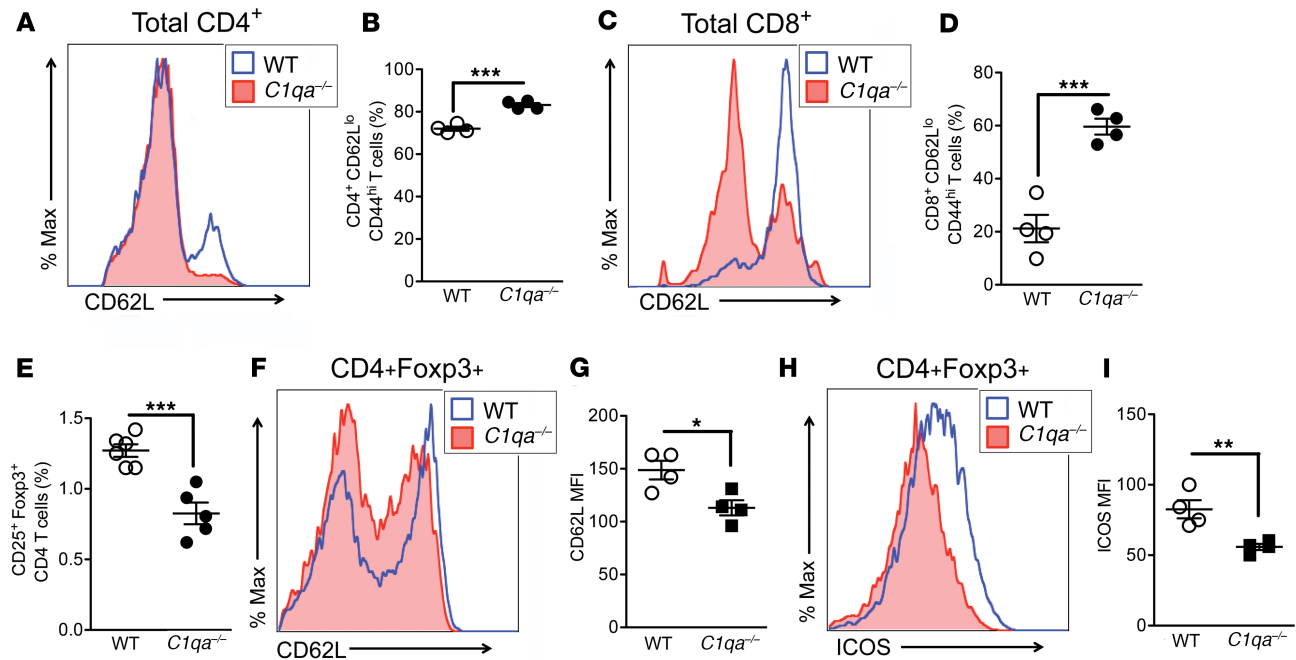 A
Total CD4⁺
WT
C1qa⁻/⁻
% Max
CD62L
B
***
100
80
60
40
80
0
CD4⁺ CD62Lˡᵒ
CD44ʰⁱ T cells (%)
WT
C1qa⁻/⁻
C
Total CD8⁺
WT
C1qa⁻/⁻
% Max
CD62L
D
***
80
60
40
20
0
CD8⁺ CD62Lˡᵒ
CD44ʰⁱ T cells (%)
WT
C1qa⁻/⁻
E
***
1.5
1.0
0.5
0.0
CD25⁺ Foxp3⁺
CD4 T cells (%)
WT
C1qa⁻/⁻
F
CD4+Foxp3+
WT
C1qa⁻/⁻
% Max
CD62L
G
*
200
150
100
50
0
CD62L MFI
WT
C1qa⁻/⁻
H
CD4+Foxp3+
WT
C1qa⁻/⁻
% Max
ICOS
I
**
150
100
50
0
ICOS MFI
WT
C1qa⁻/⁻